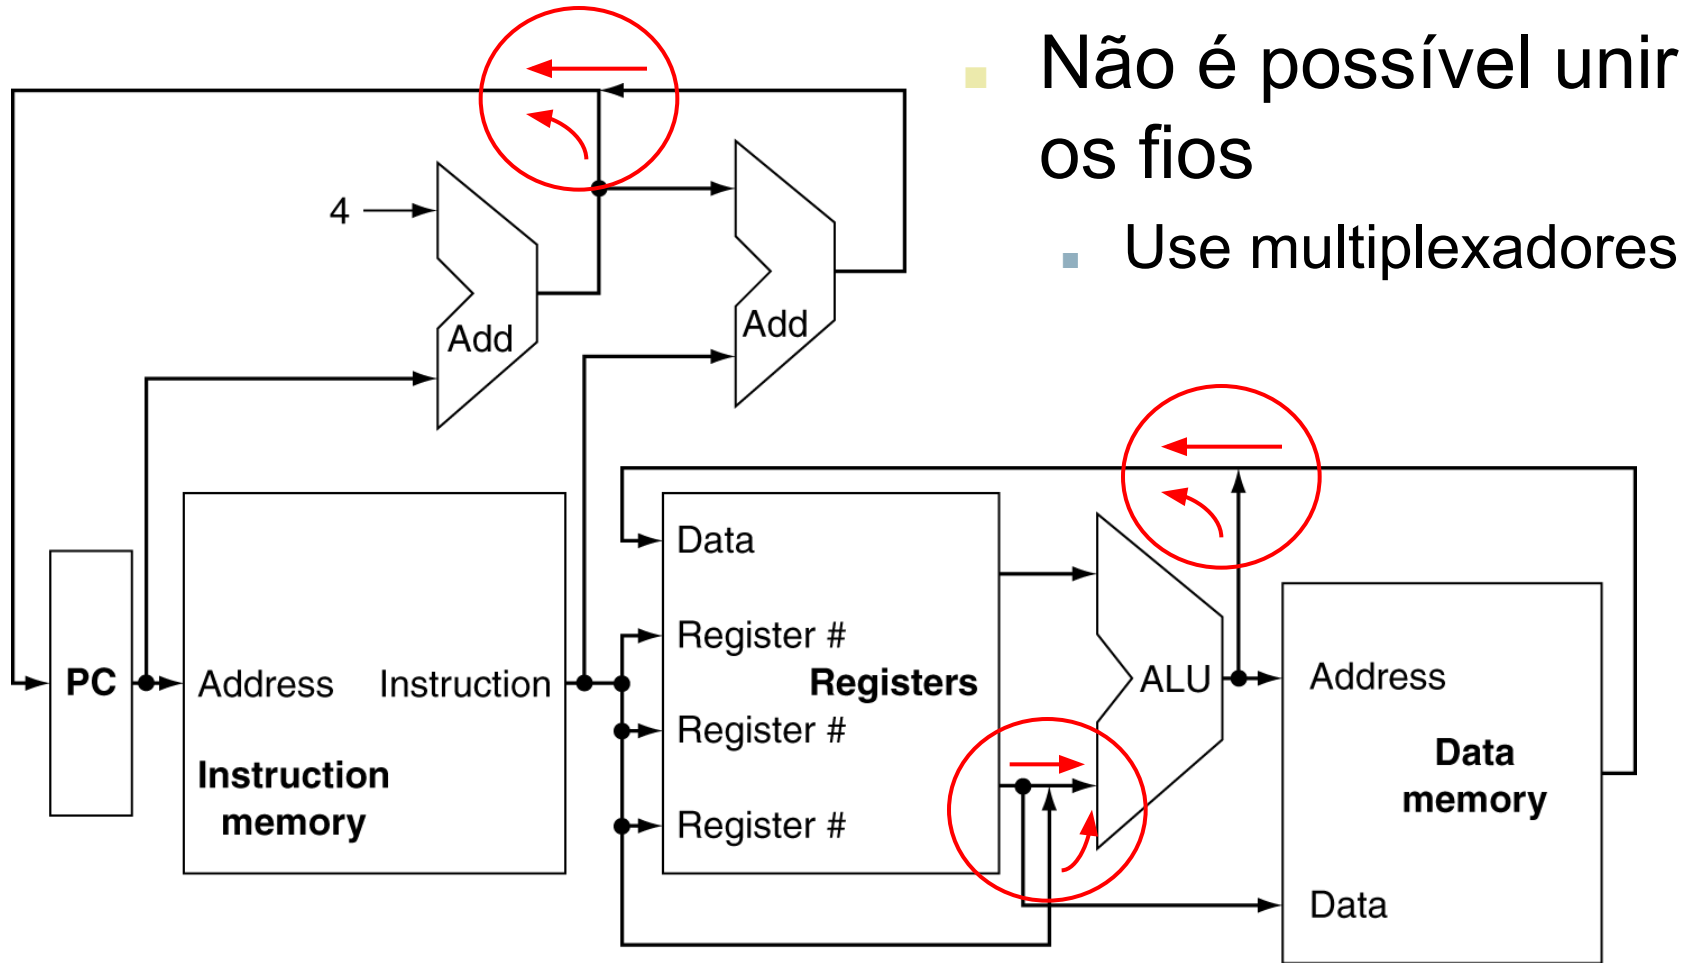 Não é possível unir
os fios
Use multiplexadores
4
Add
Add
PC
Address
Instruction
Instruction
memory
Data
Register #
Registers
Register #
Register #
ALU
Address
Data
memory
Data